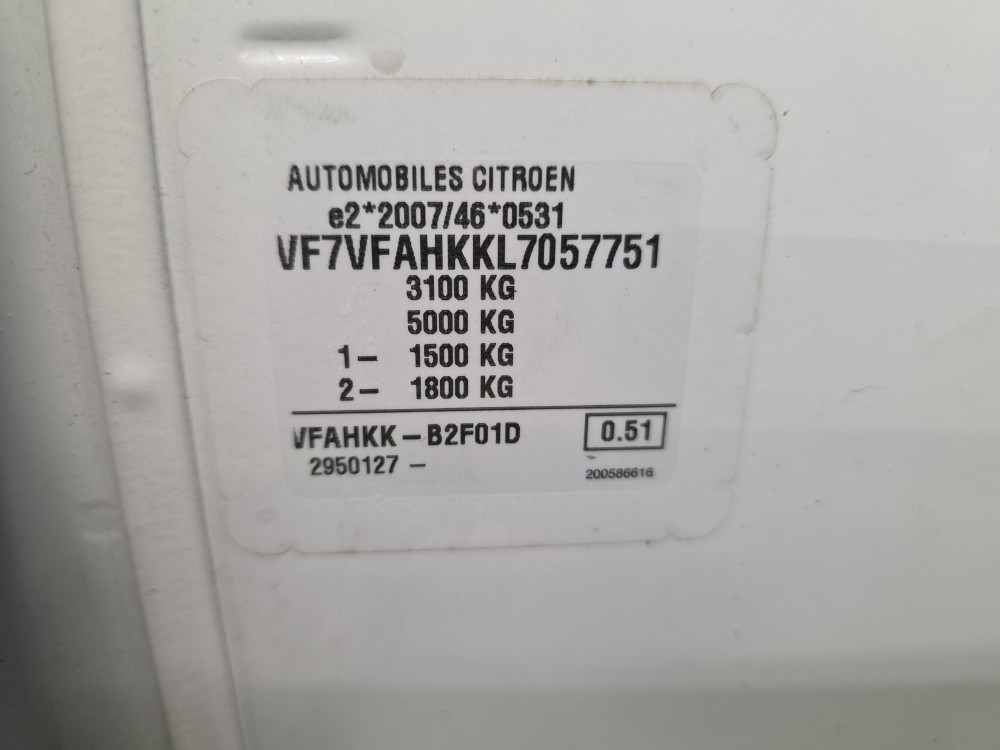 AUTOMOBILES CITROEN
e2*2007/46*0531
VF7VFAHKKL7057751
3100 KG
5000 KG
1- 1500 KG
2- 1800 KG
VFAHKK-B2F01D 0.51
2950127 - 200586616